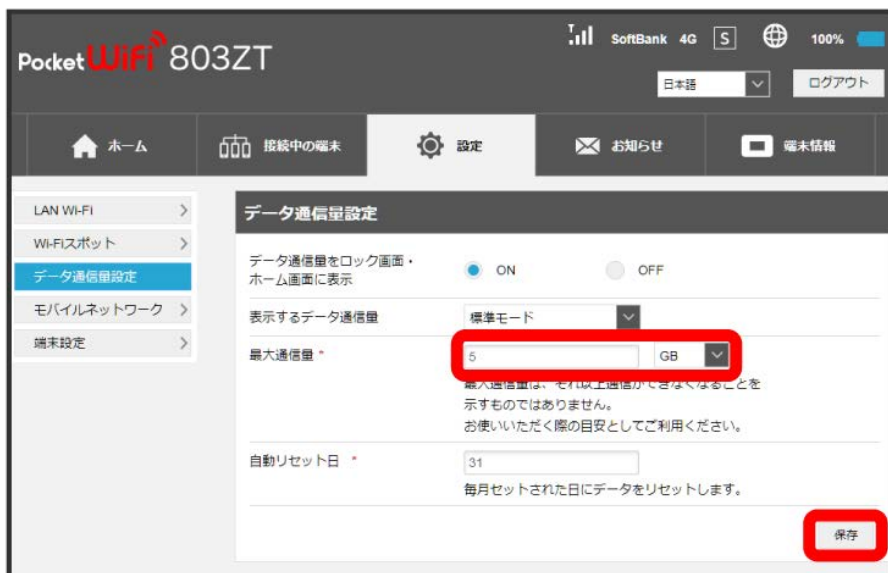 Pocket WiFi 803ZT
SoftBank 4G S 100%
日本語 ログアウト
ホーム 接続中の端末 設定 お知らせ 端末情報
LAN Wi-Fi
Wi-Fiスポット
データ通信量設定
モバイルネットワーク
端末設定
データ通信量設定
データ通信量をロック画面・
ホーム画面に表示
ON OFF
表示するデータ通信量 標準モード
最大通信量 * 5 GB
最大通信量は、それ以上通信ができなくなることを
示すものではありません。
お使いいただく際の目安としてご利用ください。
自動リセット日 * 31
毎月セットされた日にデータをリセットします。
保存